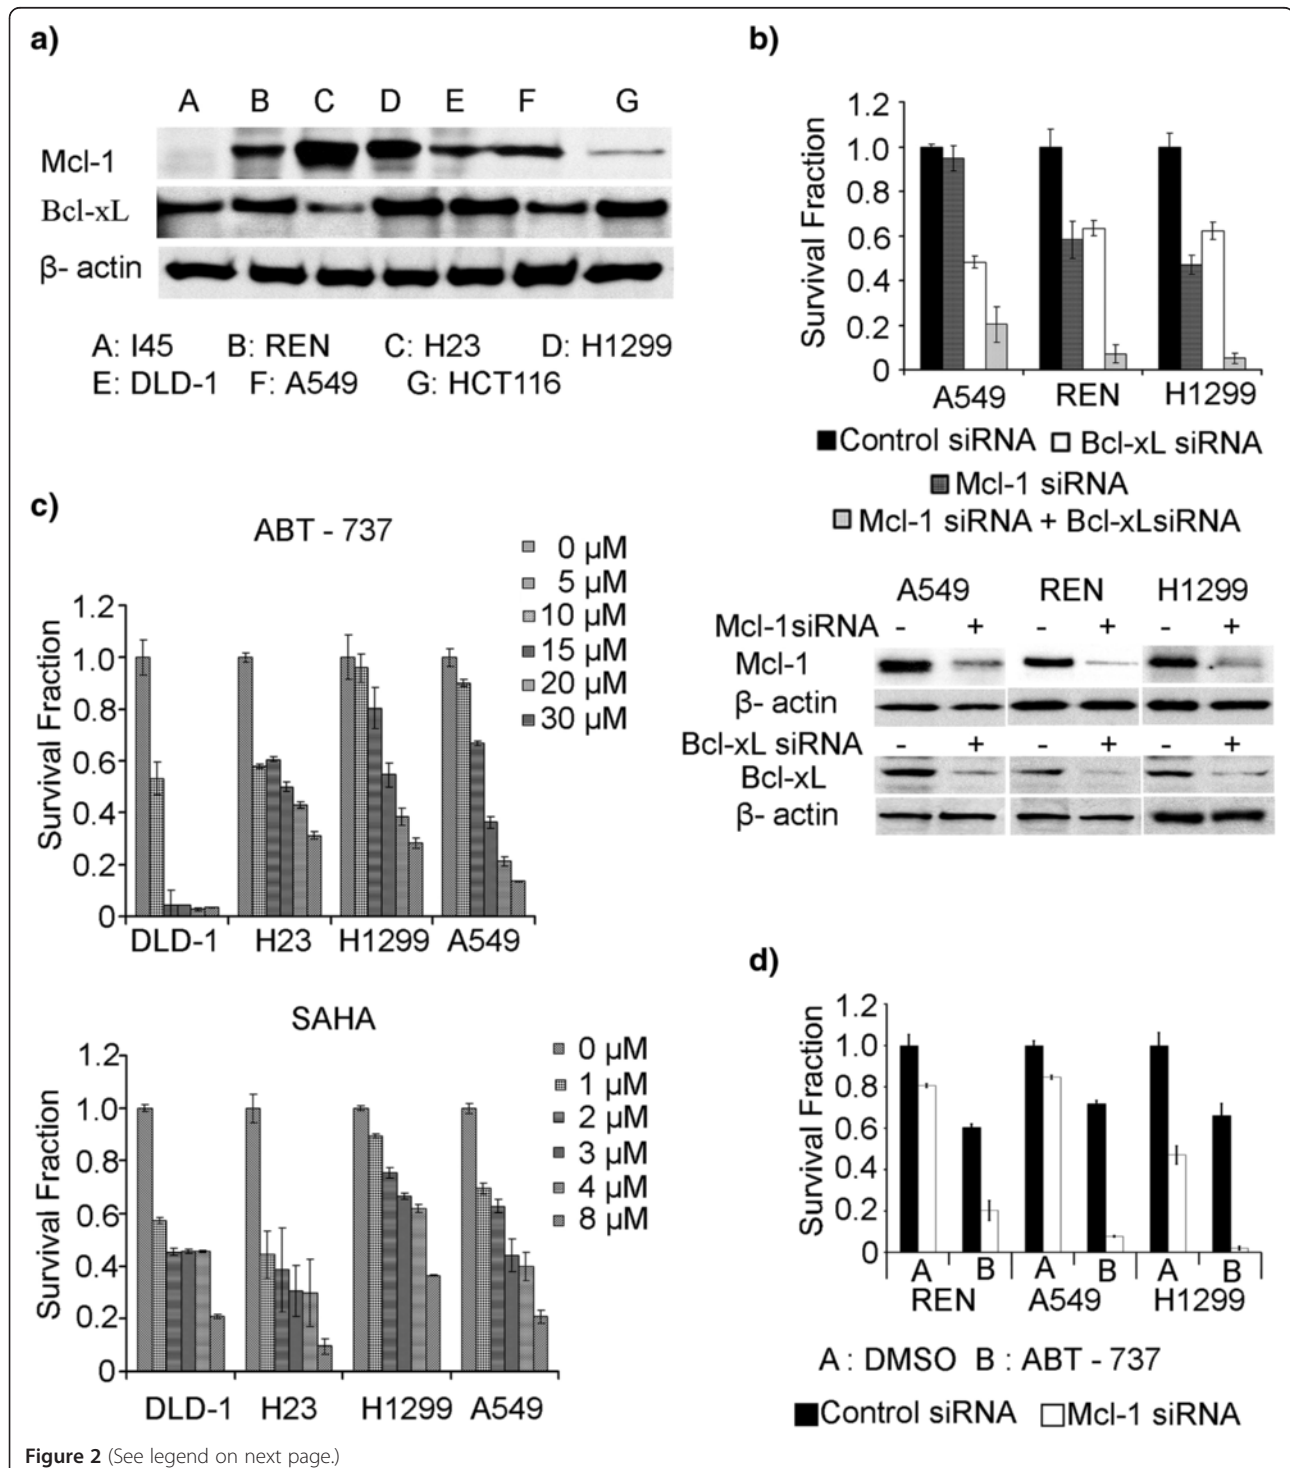 a)
A B C D E F G
Mcl-1
Bcl-xL
β- actin
A: I45 B: REN C: H23 D: H1299
E: DLD-1 F: A549 G: HCT116
b)
Survival Fraction
1.2
1.0
0.8
0.6
0.4
0.2
0
A549 REN H1299
Control siRNA Bcl-xL siRNA
Mcl-1 siRNA
Mcl-1 siRNA + Bcl-xLsiRNA
A549 REN H1299
Mcl-1siRNA - + - + - +
Mcl-1
β- actin
Bcl-xL siRNA - + - + - +
Bcl-xL
β- actin
c)
ABT - 737
0 µM
5 µM
10 µM
15 µM
20 µM
30 µM
Survival Fraction
1.2
1.0
0.8
0.6
0.4
0.2
0
DLD-1 H23 H1299 A549
SAHA
0 µM
1 µM
2 µM
3 µM
4 µM
8 µM
Survival Fraction
1.2
1.0
0.8
0.6
0.4
0.2
0
DLD-1 H23 H1299 A549
d)
Survival Fraction
1.2
1.0
0.8
0.6
0.4
0.2
0
A B A B A B
REN A549 H1299
A : DMSO B : ABT - 737
Control siRNA Mcl-1 siRNA
Figure 2 (See legend on next page.)